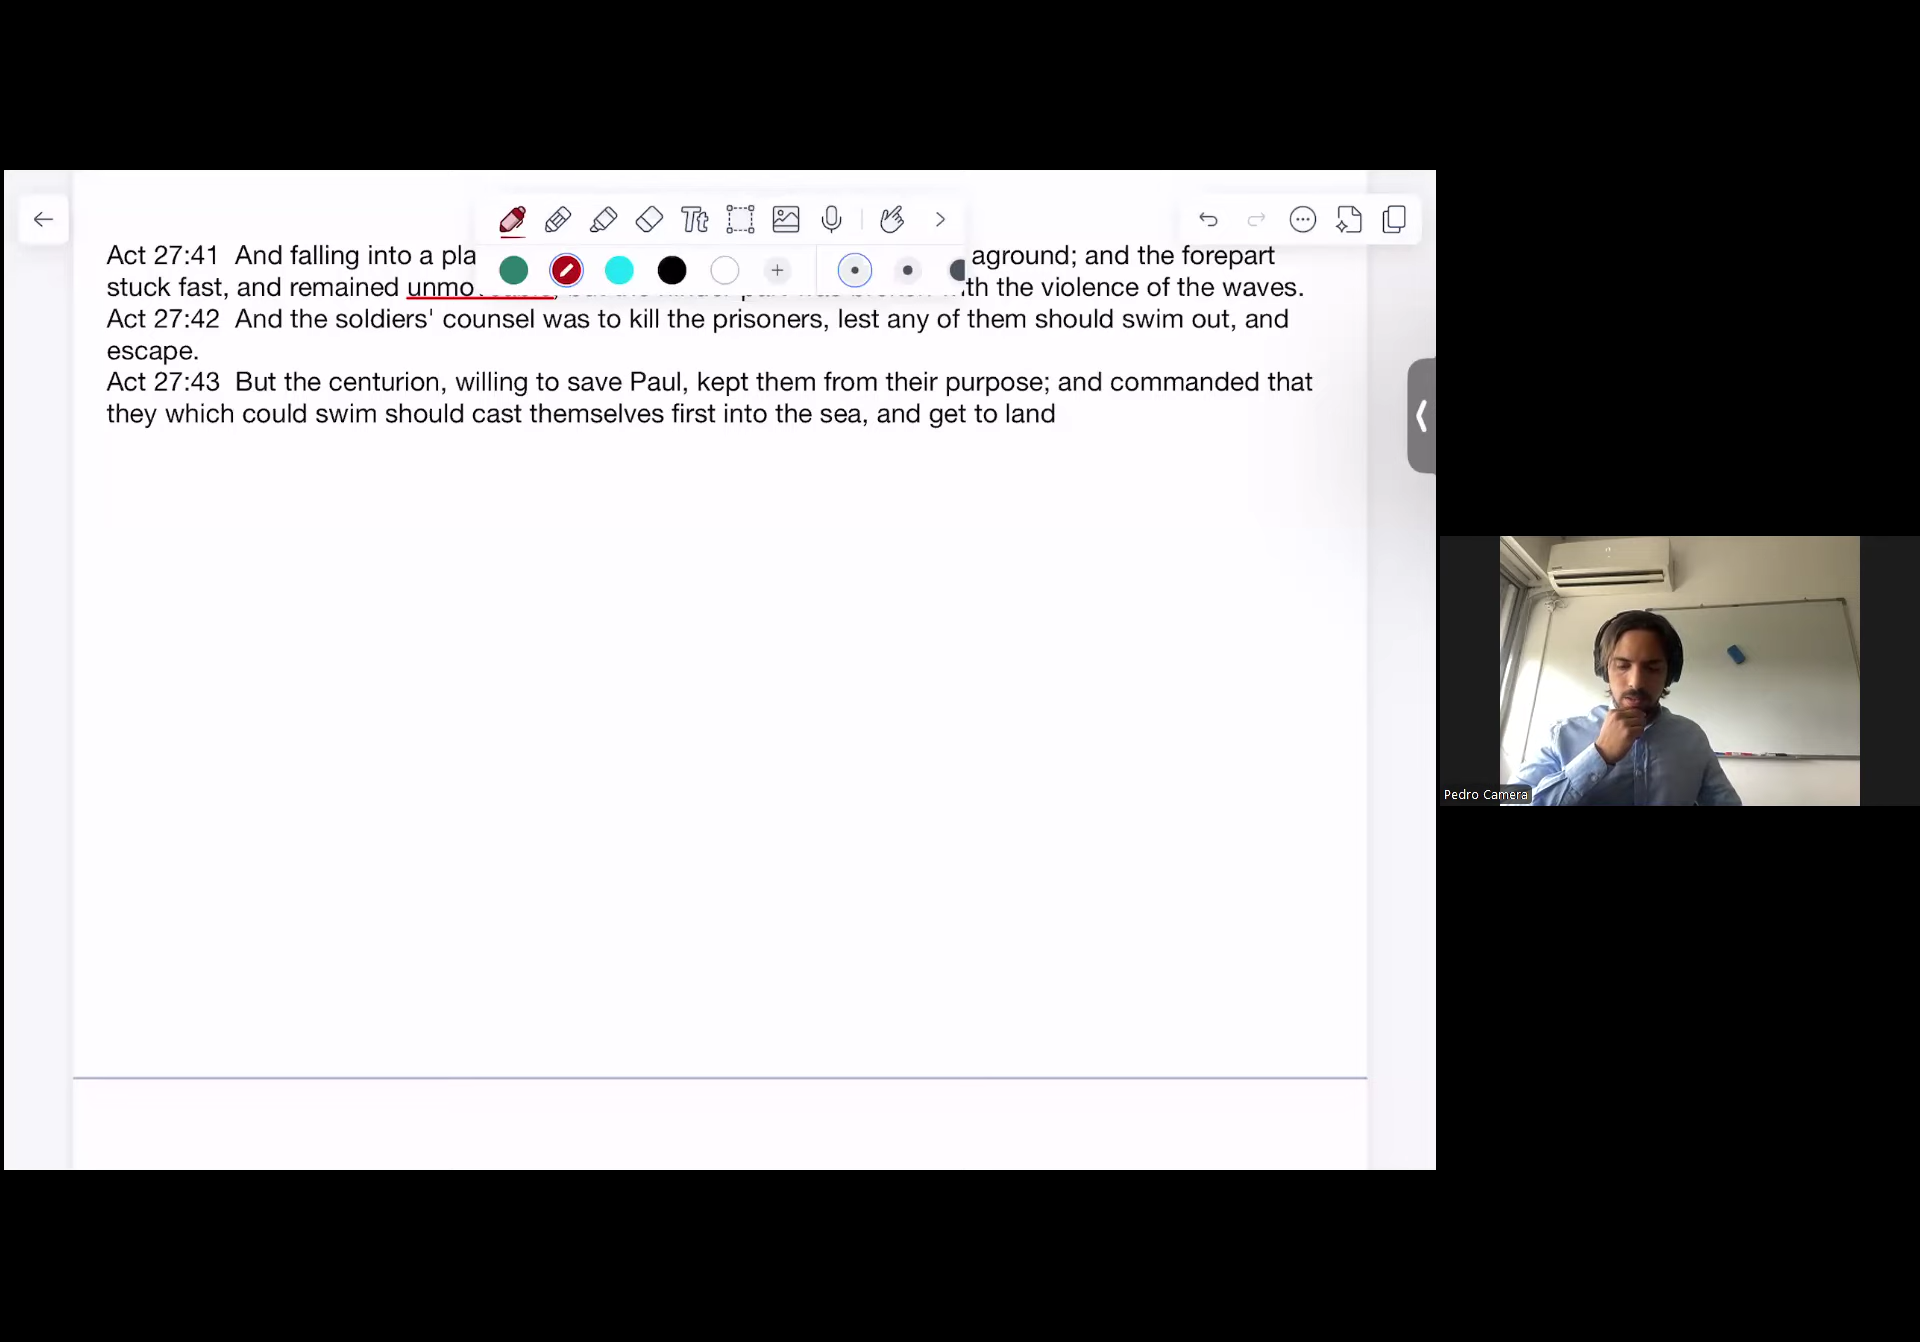 Act 27:41 And falling into a pla aground; and the forepart
stuck fast, and remained with the violence of the waves.
Act 27:42 And the soldiers' counsel was to kill the prisoners, lest any of them should swim out, and
escape.
Act 27:43 But the centurion, willing to save Paul, kept them from their purpose; and commanded that
they which could swim should cast themselves first into the sea, and get to land
Tt
Pedro Camera